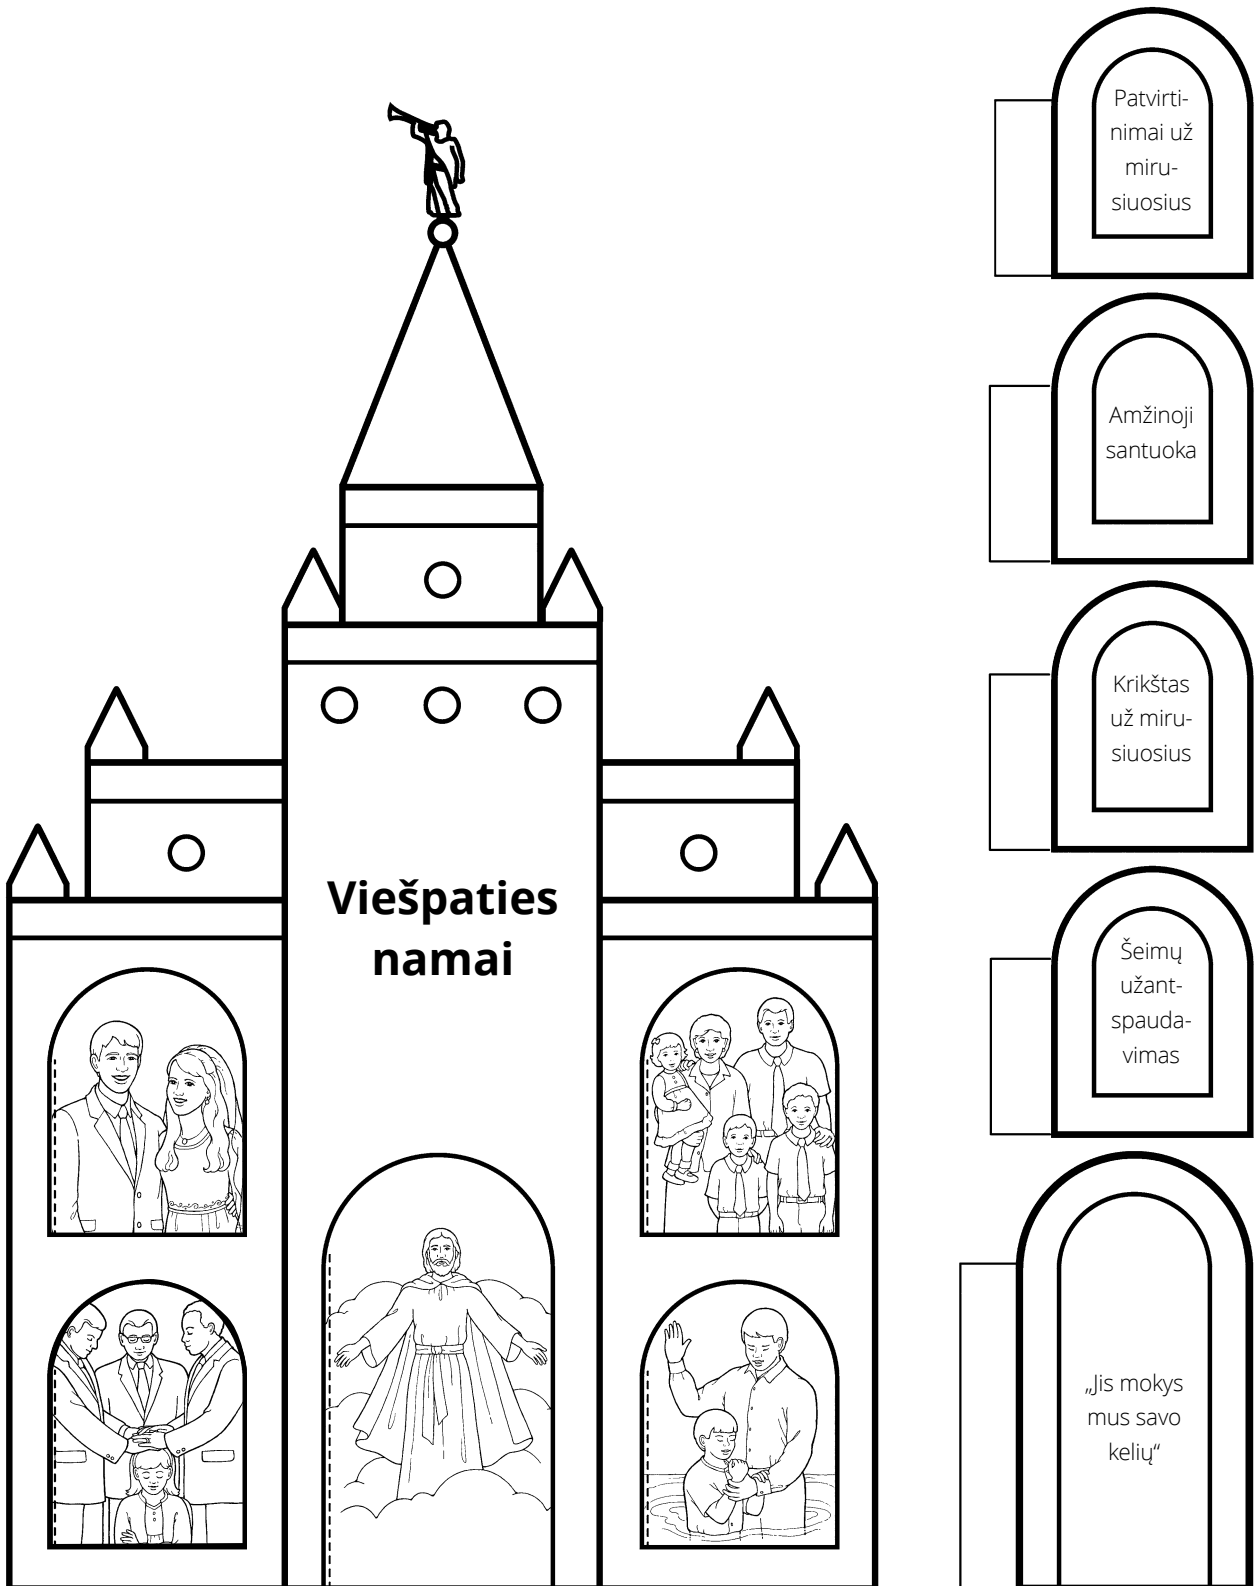 Viešpaties
namai
Patvirti-
nimai už
miru-
siuosius
Amžinoji
santuoka
Krikštas
už miru-
siuosius
Šeimų
užant-
spauda-
vimas
„Jis mokys
mus savo
kelių“